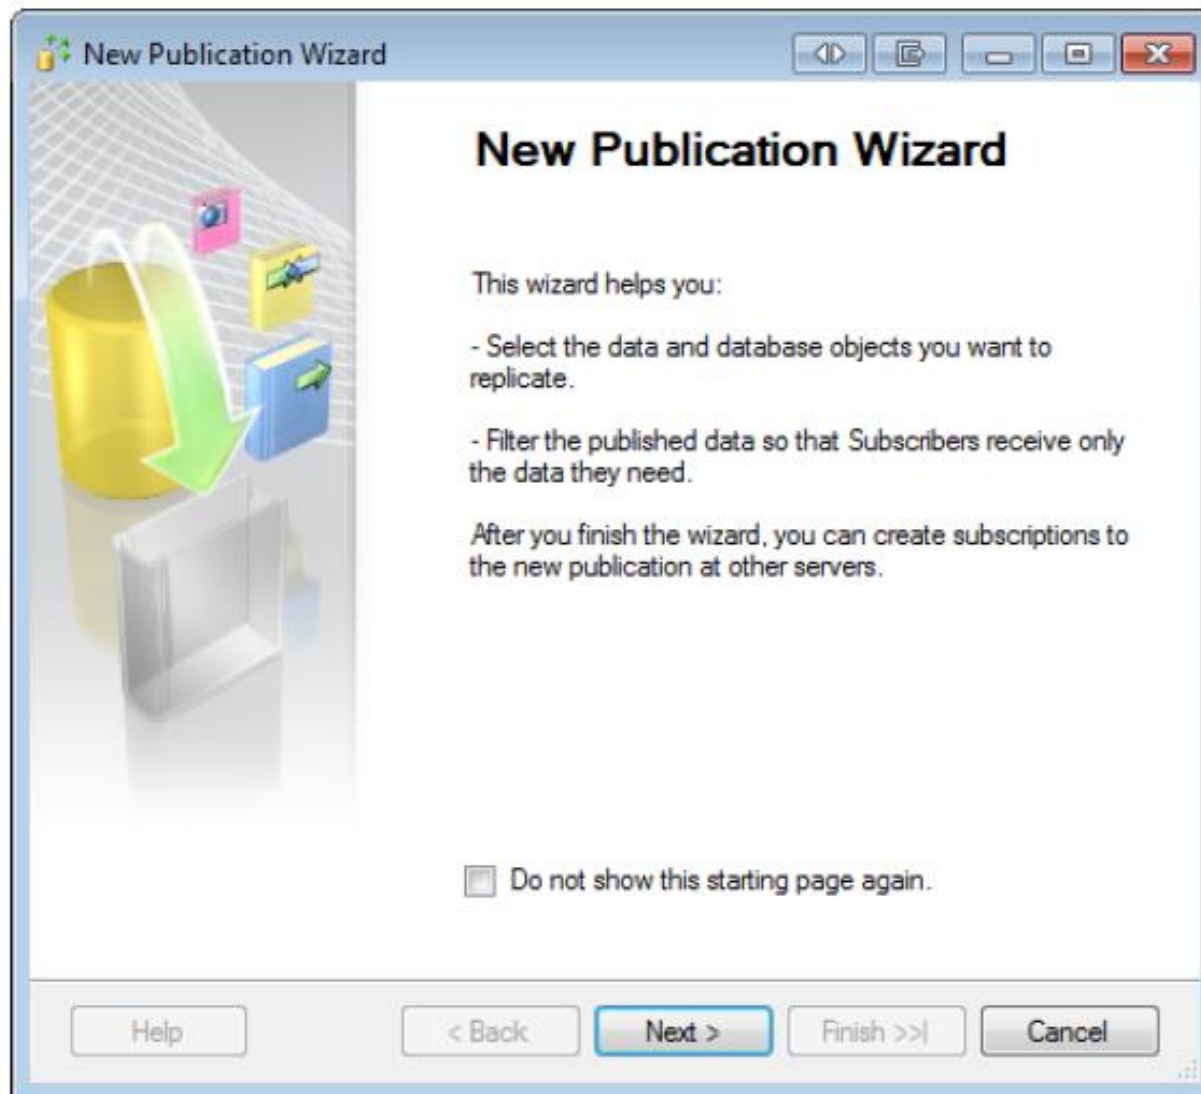 New Publication Wizard
New Publication Wizard
This wizard helps you:
- Select the data and database objects you want to
replicate.
- Filter the published data so that Subscribers receive only
the data they need.
After you finish the wizard, you can create subscriptions to
the new publication at other servers.
Do not show this starting page again.
Help
< Back
Next >
Finish >>|
Cancel